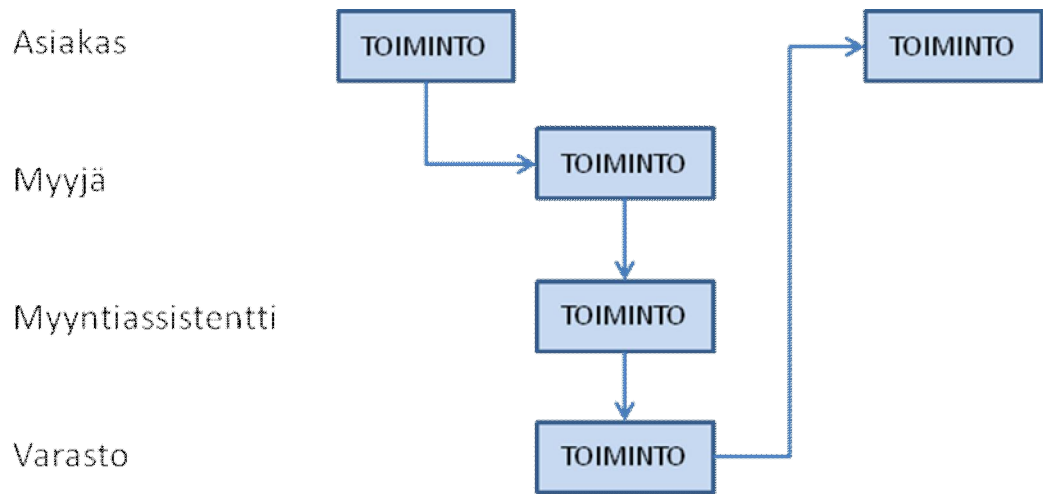 Asiakas
TOIMINTO
TOIMINTO
Myyjä
TOIMINTO
Myyntiassistentti
TOIMINTO
Varasto
TOIMINTO